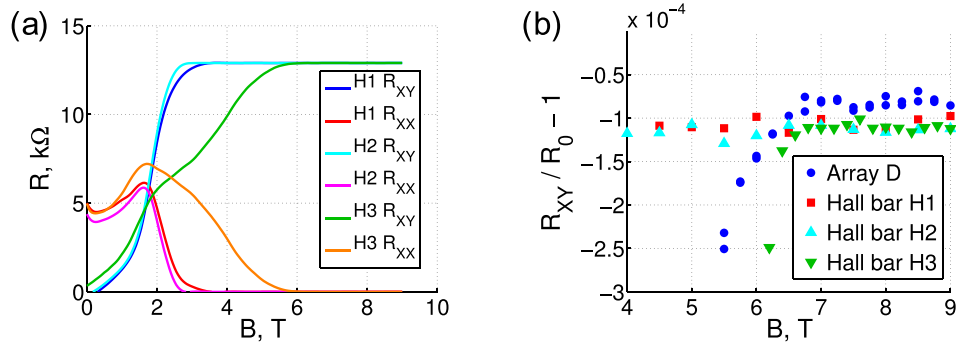 (a)
15
10
5
0
R, kΩ
0 2 4 6 8 10
B, T
H1 R_XY
H1 R_XX
H2 R_XY
H2 R_XX
H3 R_XY
H3 R_XX
(b)
x 10⁻⁴
−0.5
−1
−1.5
−2
−2.5
−3
R_XY / R_0 − 1
4 5 6 7 8 9
B, T
Array D
Hall bar H1
Hall bar H2
Hall bar H3